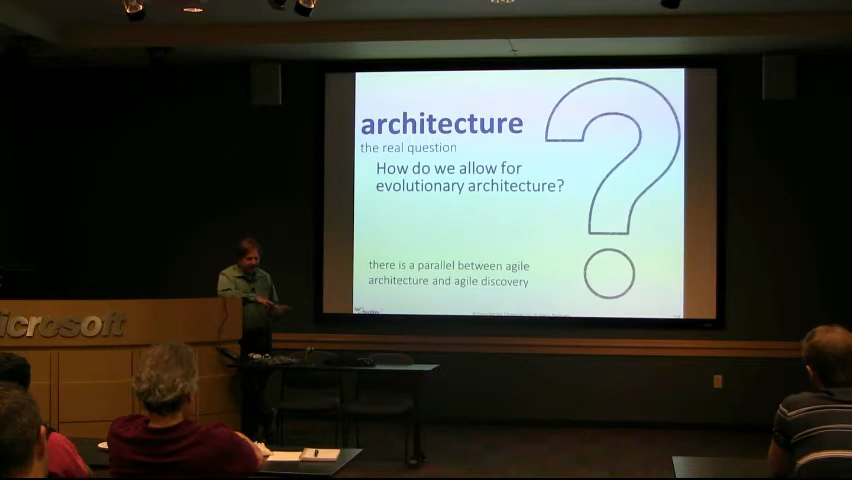 architecture
the real question
How do we allow for
evolutionary architecture?
?
there is a parallel between agile
architecture and agile discovery
icrosoft